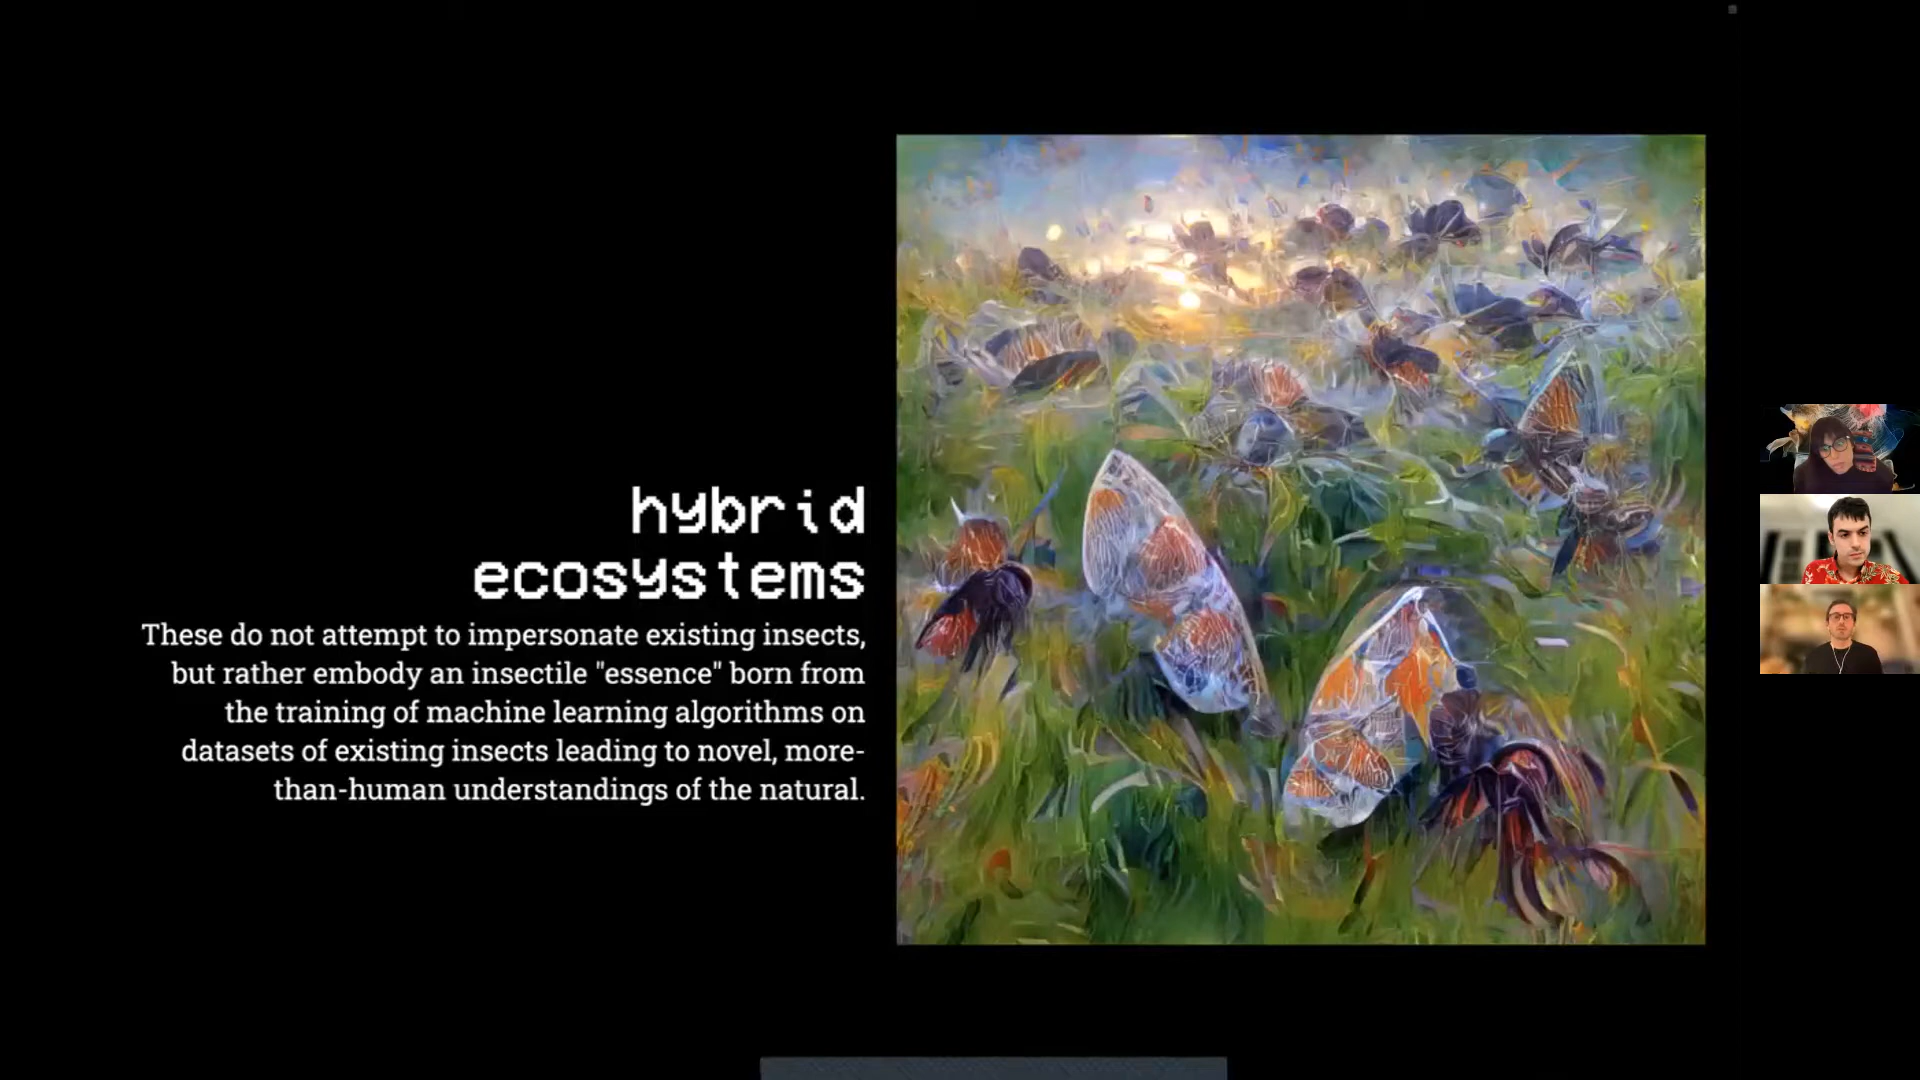 hybrid
ecosystems
These do not attempt to impersonate existing insects,
but rather embody an insectile "essence" born from
the training of machine learning algorithms on
datasets of existing insects leading to novel, more-
than-human understandings of the natural.